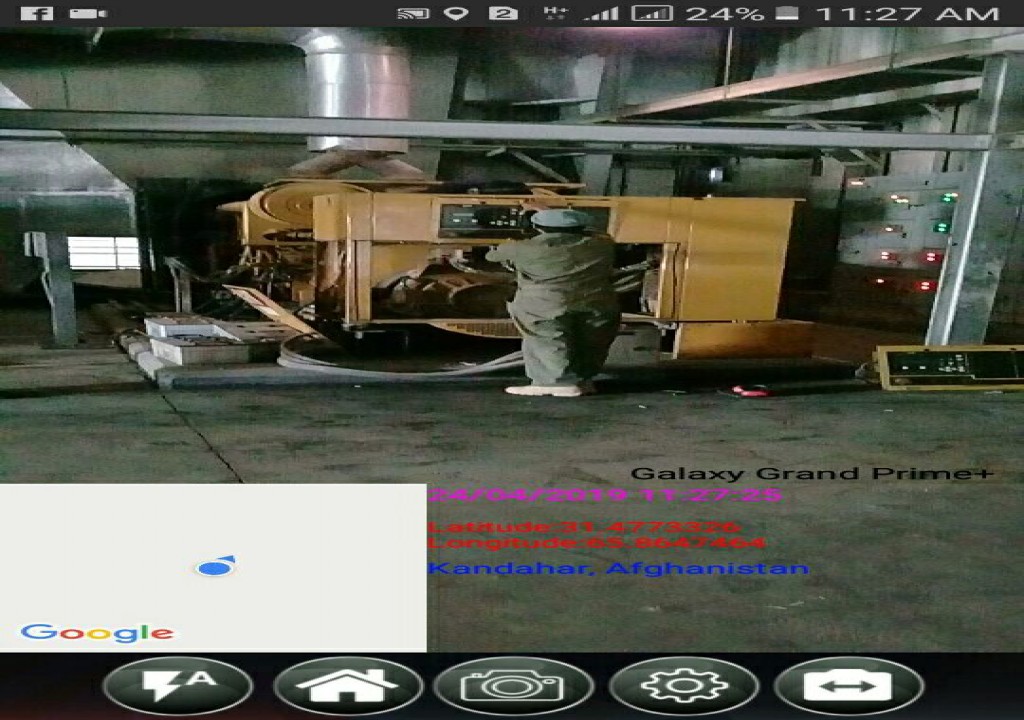 24% 11:27 AM
2
H+
Galaxy Grand Prime+
24/04/2019 11:27:25
Latitude:31.4773326
Longitude:65.8647464
Kandahar, Afghanistan
Google
A